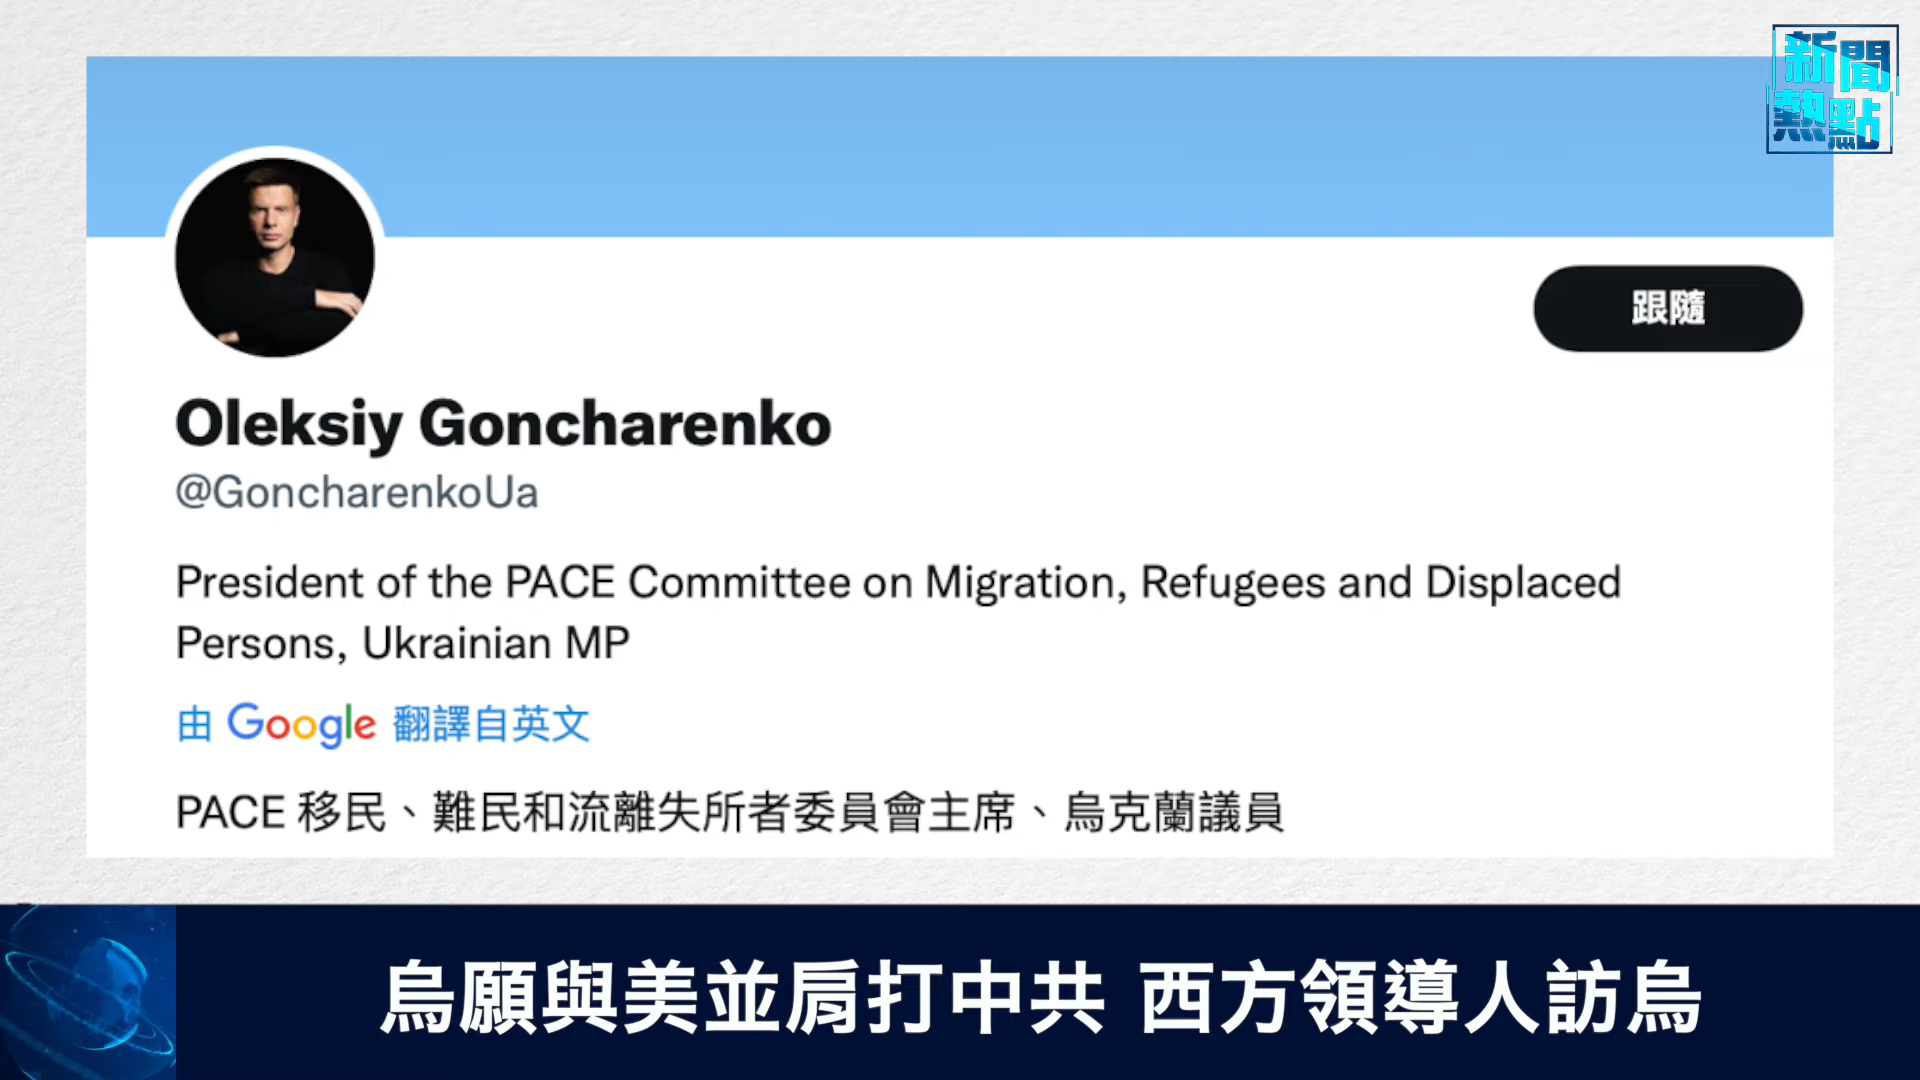 新聞
熱點
跟隨
Oleksiy Goncharenko
@GoncharenkoUa
President of the PACE Committee on Migration, Refugees and Displaced
Persons, Ukrainian MP
由 Google 翻譯自英文
PACE 移民、難民和流離失所者委員會主席、烏克蘭議員
烏願與美並肩打中共 西方領導人訪烏